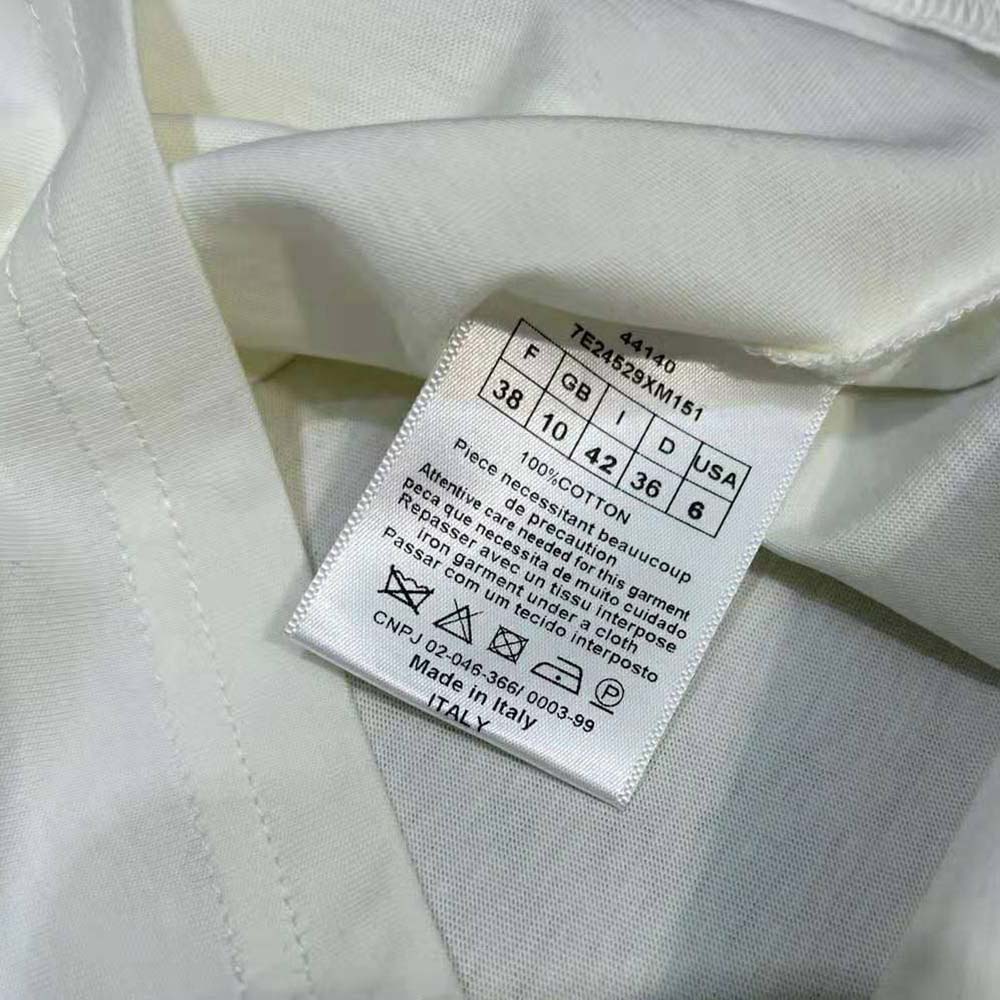 44140
7E24529XM151
F GB I D USA
38 10 42 36 6
100%COTTON
Piece necessitant beauucoup
de precaution
Attentive care needed for this garment
peca que necessita de muito cuidado
Repasser avec un tissu interpose
iron garment under a cloth
Passar com um tecido interposto
P
CNPJ 02-046-366/ 0003-99
Made in Italy
ITALY